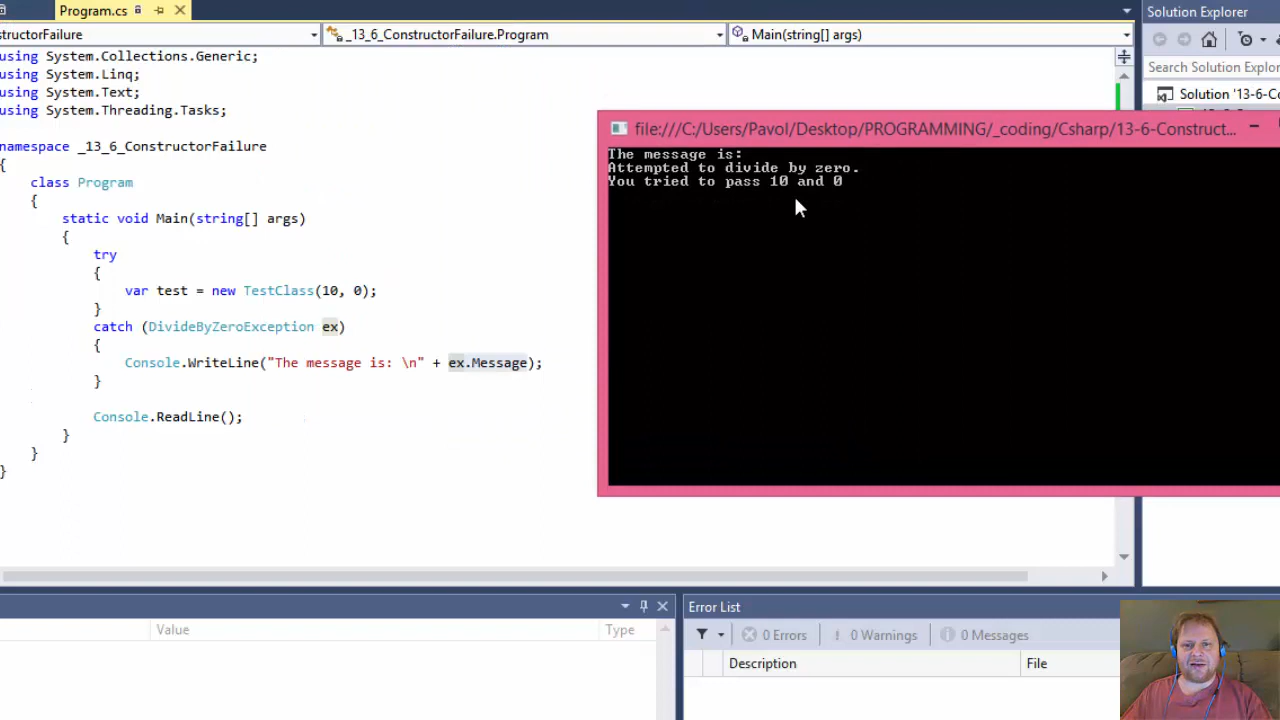 Program.cs
Solution Explorer
structorFailure
_13_6_ConstructorFailure.Program
Main(string[] args)
using System.Collections.Generic;
using System.Linq;
using System.Text;
using System.Threading.Tasks;
Search Solution Explor
Solution '13-6-Co
namespace _13_6_ConstructorFailure
{
class Program
{
static void Main(string[] args)
{
try
{
var test = new TestClass(10, 0);
}
catch (DivideByZeroException ex)
{
Console.WriteLine("The message is: \n" + ex.Message);
}
Console.ReadLine();
}
}
}
file:///C:/Users/Pavol/Desktop/PROGRAMMING/_coding/Csharp/13-6-Construct...
The message is:
Attempted to divide by zero.
You tried to pass 10 and 0
Value
Type
Error List
0 Errors
0 Warnings
0 Messages
Description
File